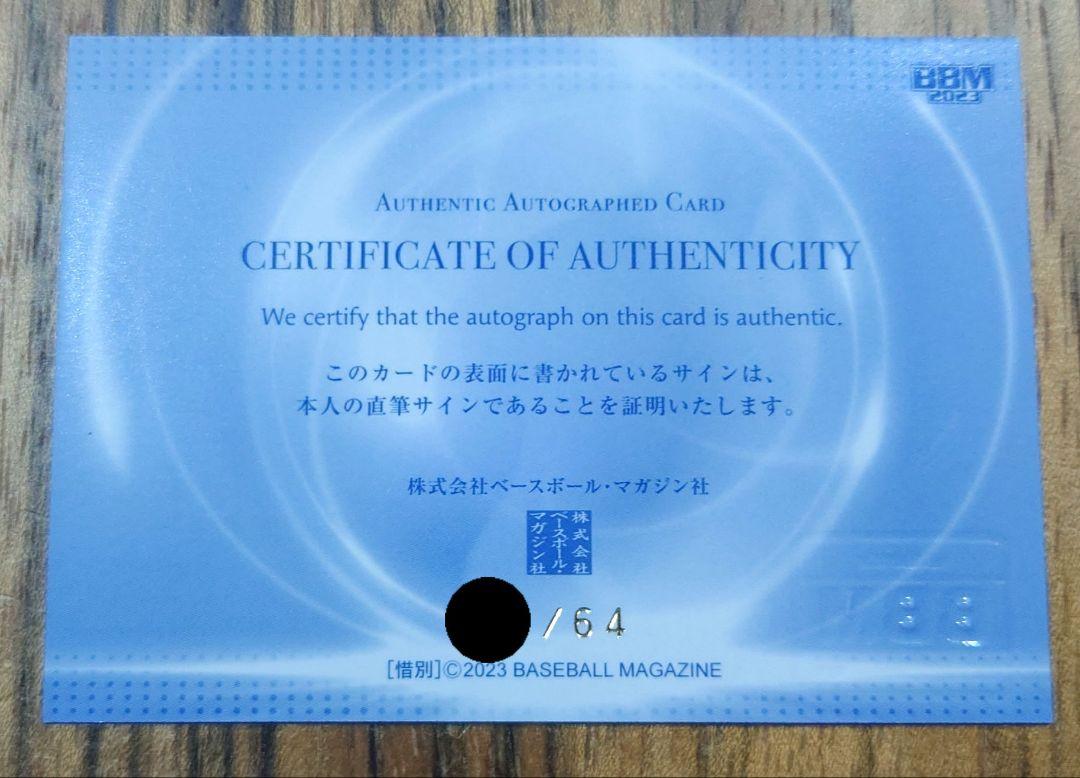 BBM
2023
AUTHENTIC AUTOGRAPHED CARD
CERTIFICATE OF AUTHENTICITY
We certify that the autograph on this card is authentic.
このカードの表面に書かれているサインは、
本人の直筆サインであることを証明いたします。
株式会社ベースボール・マガジン社
株式会社
ベースボール・
マガジン社
/64
[惜別]©2023 BASEBALL MAGAZINE